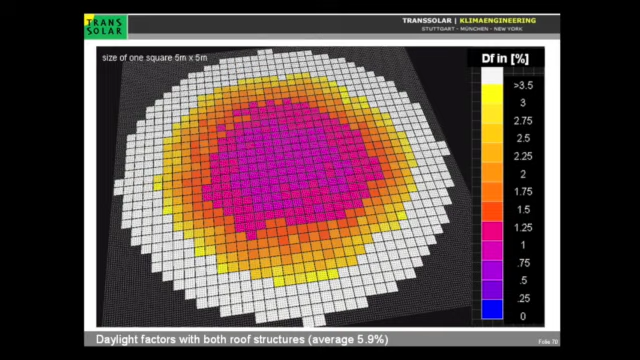 TRANS
SOLAR
TRANSSOLAR | KLIMAENGINEERING
STUTTGART - MÜNCHEN - NEW YORK
size of one square 5m x 5m
Df in [%]
>3.5
3
2.75
2.5
2.25
2
1.75
1.5
1.25
1
.75
.5
.25
0
Daylight factors with both roof structures (average 5.9%)
Folie 70